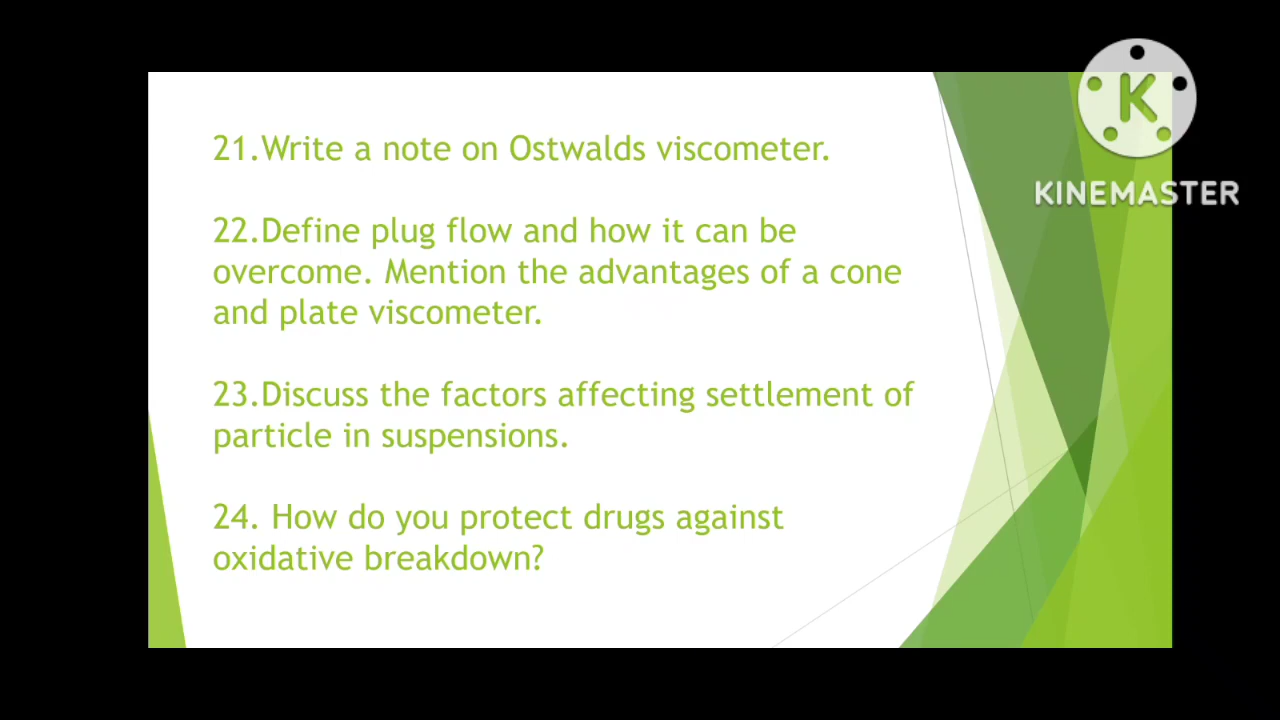 21.Write a note on Ostwalds viscometer.
22.Define plug flow and how it can be
overcome. Mention the advantages of a cone
and plate viscometer.
23.Discuss the factors affecting settlement of
particle in suspensions.
24. How do you protect drugs against
oxidative breakdown?
K
KINEMASTER